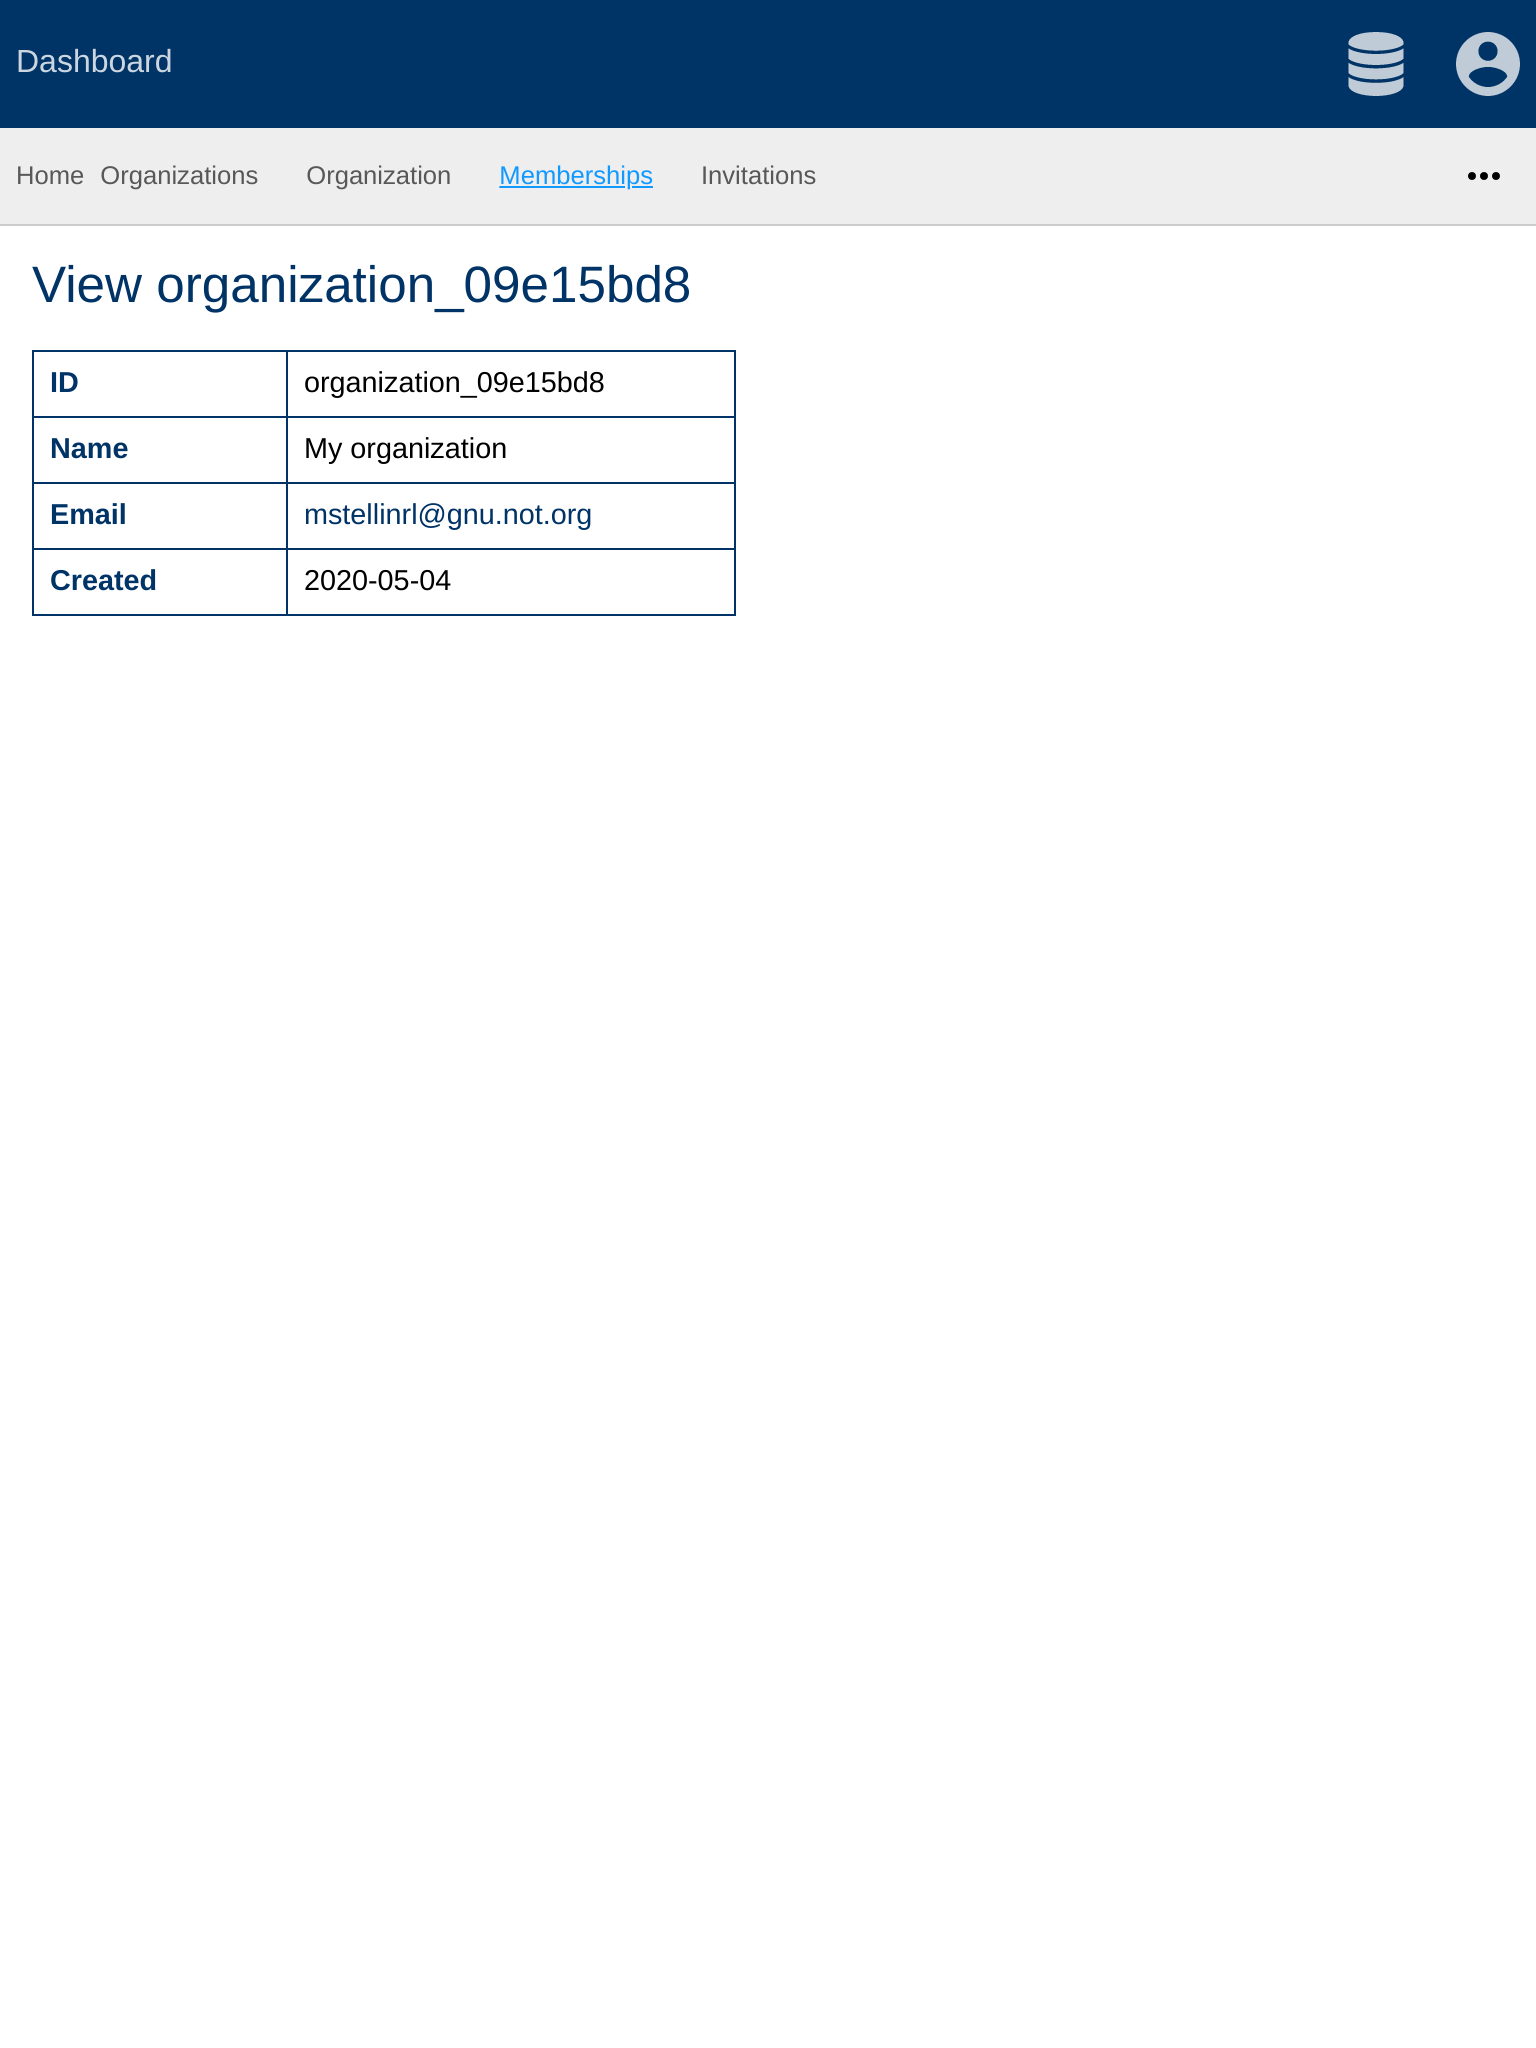 Dashboard
Home Organizations Organization Memberships Invitations
View organization_09e15bd8
ID organization_09e15bd8
Name My organization
Email mstellinrl@gnu.not.org
Created 2020-05-04